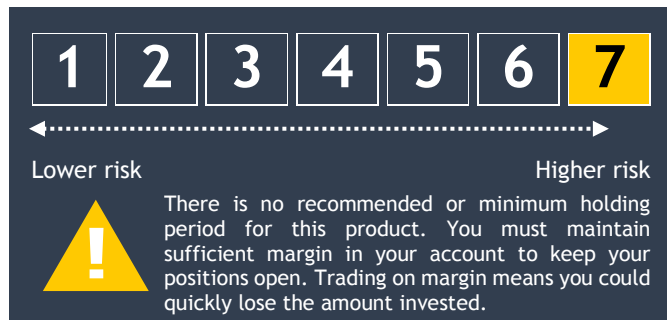 1 2 3 4 5 6 7
Lower risk Higher risk
There is no recommended or minimum holding
period for this product. You must maintain
sufficient margin in your account to keep your
positions open. Trading on margin means you could
quickly lose the amount invested.